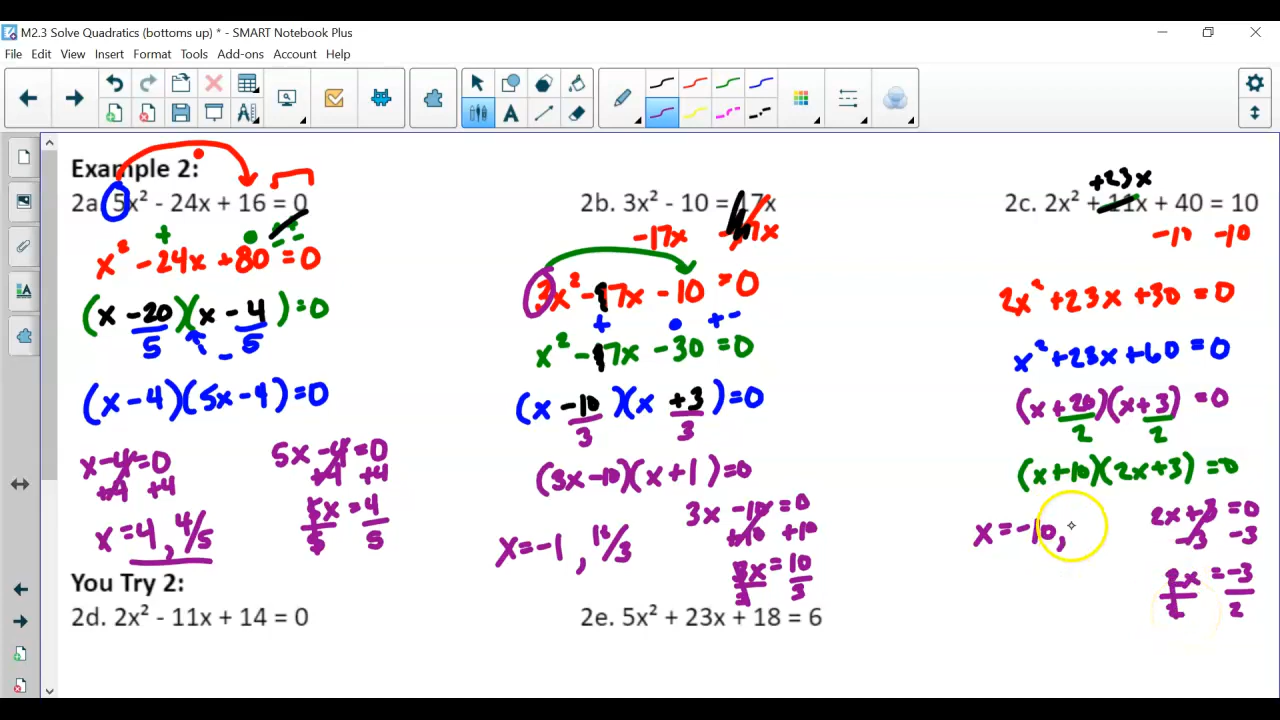 M2.3 Solve Quadratics (bottoms up) * - SMART Notebook Plus
File Edit View Insert Format Tools Add-ons Account Help
Example 2:
2a. 5x² - 24x + 16 = 0
x² -24x +80 = 0
(x -20)(x - 4) = 0
5 5
(x - 4)(5x - 4) = 0
x - 4 = 0
+4 +4
x = 4, 4/5
5x - 4 = 0
+4 +4
5x = 4
5 5
2b. 3x² - 10 = 17x
-17x -17x
3x² - 17x - 10 = 0
+ • + -
x² - 17x - 30 = 0
(x -10)(x +3) = 0
3 3
(3x - 10)(x + 1) = 0
x = -1, 10/3
3x - 10 = 0
+10 +10
3x = 10
3 3
+23x
2c. 2x² + 11x + 40 = 10
-10 -10
2x² + 23x + 30 = 0
x² + 23x + 60 = 0
(x + 20)(x + 3) = 0
2 2
(x + 10)(2x + 3) = 0
x = -10,
2x + 3 = 0
-3 -3
2x = -3
2 2
You Try 2:
2d. 2x² - 11x + 14 = 0
2e. 5x² + 23x + 18 = 6